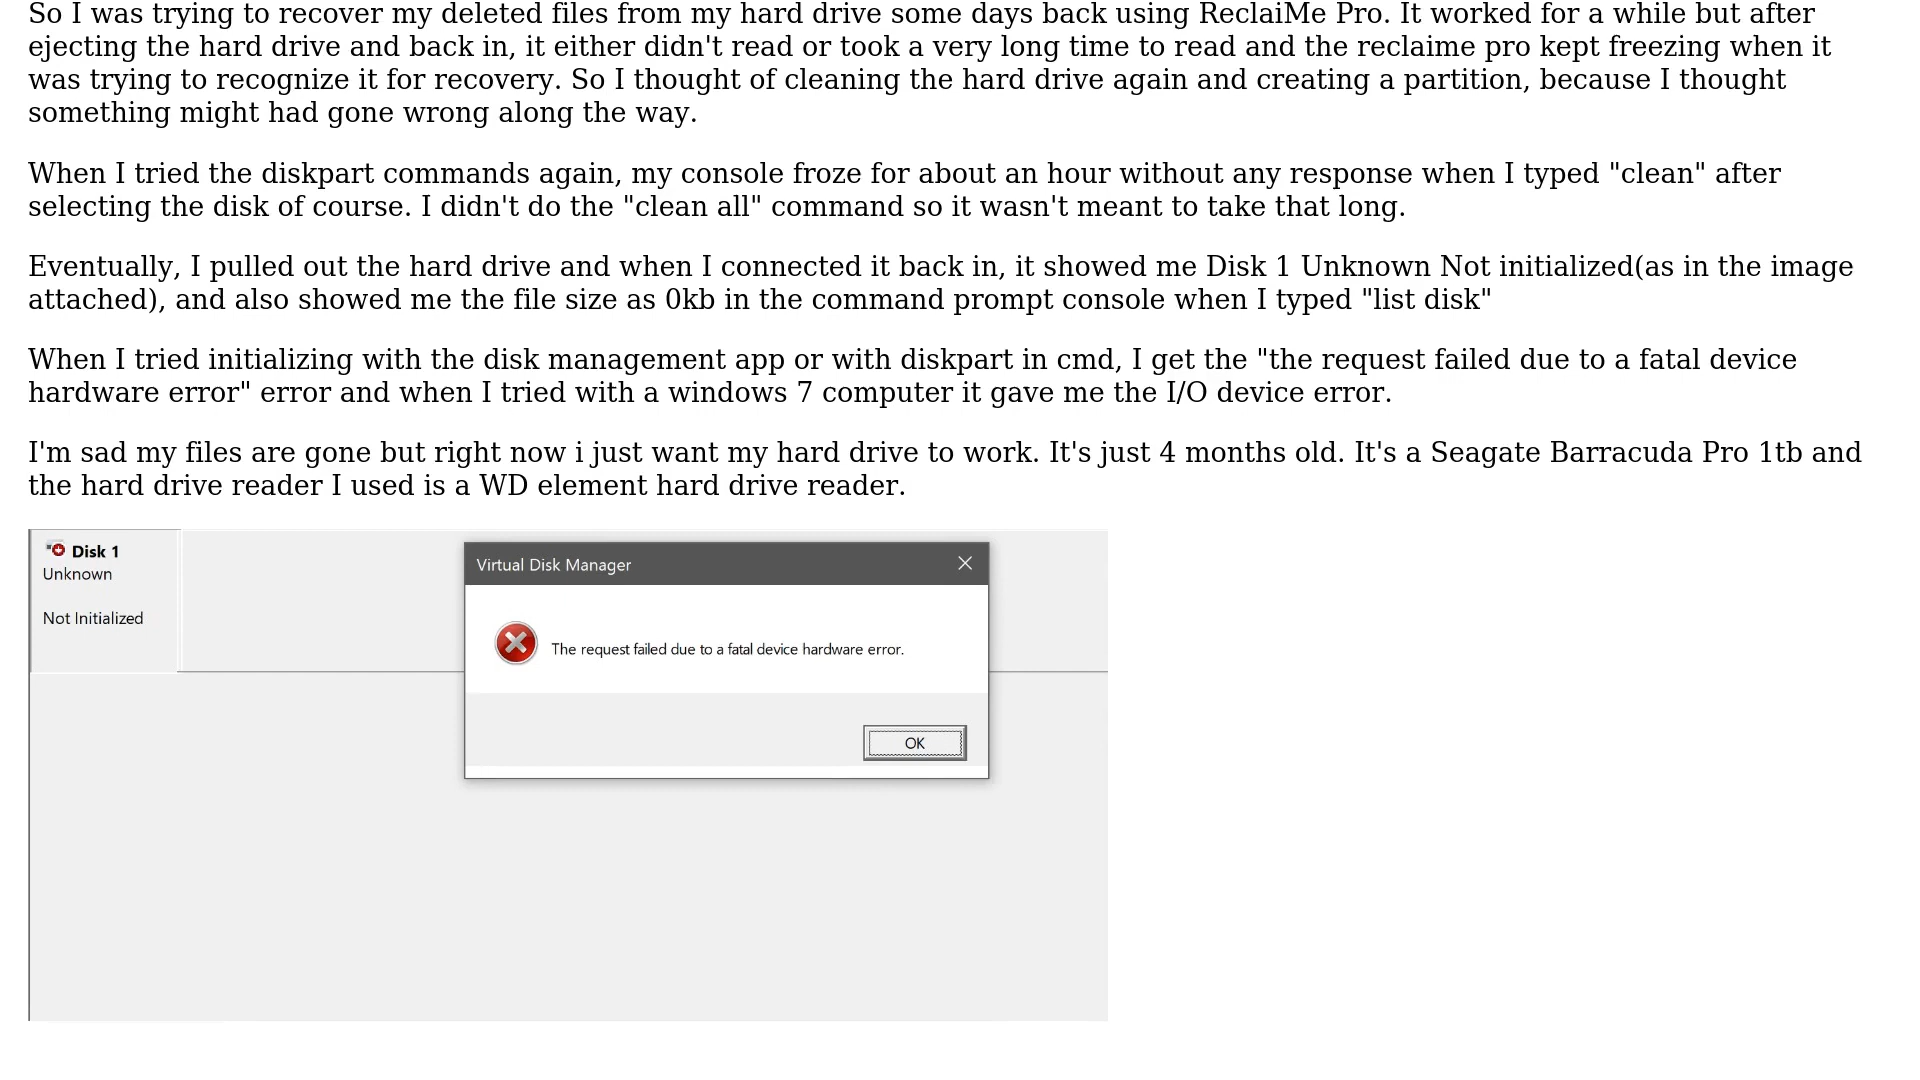 So I was trying to recover my deleted files from my hard drive some days back using ReclaiMe Pro. It worked for a while but after
ejecting the hard drive and back in, it either didn't read or took a very long time to read and the reclaime pro kept freezing when it
was trying to recognize it for recovery. So I thought of cleaning the hard drive again and creating a partition, because I thought
something might had gone wrong along the way.
When I tried the diskpart commands again, my console froze for about an hour without any response when I typed "clean" after
selecting the disk of course. I didn't do the "clean all" command so it wasn't meant to take that long.
Eventually, I pulled out the hard drive and when I connected it back in, it showed me Disk 1 Unknown Not initialized(as in the image
attached), and also showed me the file size as 0kb in the command prompt console when I typed "list disk"
When I tried initializing with the disk management app or with diskpart in cmd, I get the "the request failed due to a fatal device
hardware error" error and when I tried with a windows 7 computer it gave me the I/O device error.
I'm sad my files are gone but right now i just want my hard drive to work. It's just 4 months old. It's a Seagate Barracuda Pro 1tb and
the hard drive reader I used is a WD element hard drive reader.
Disk 1
Unknown
Not Initialized
Virtual Disk Manager
The request failed due to a fatal device hardware error.
OK